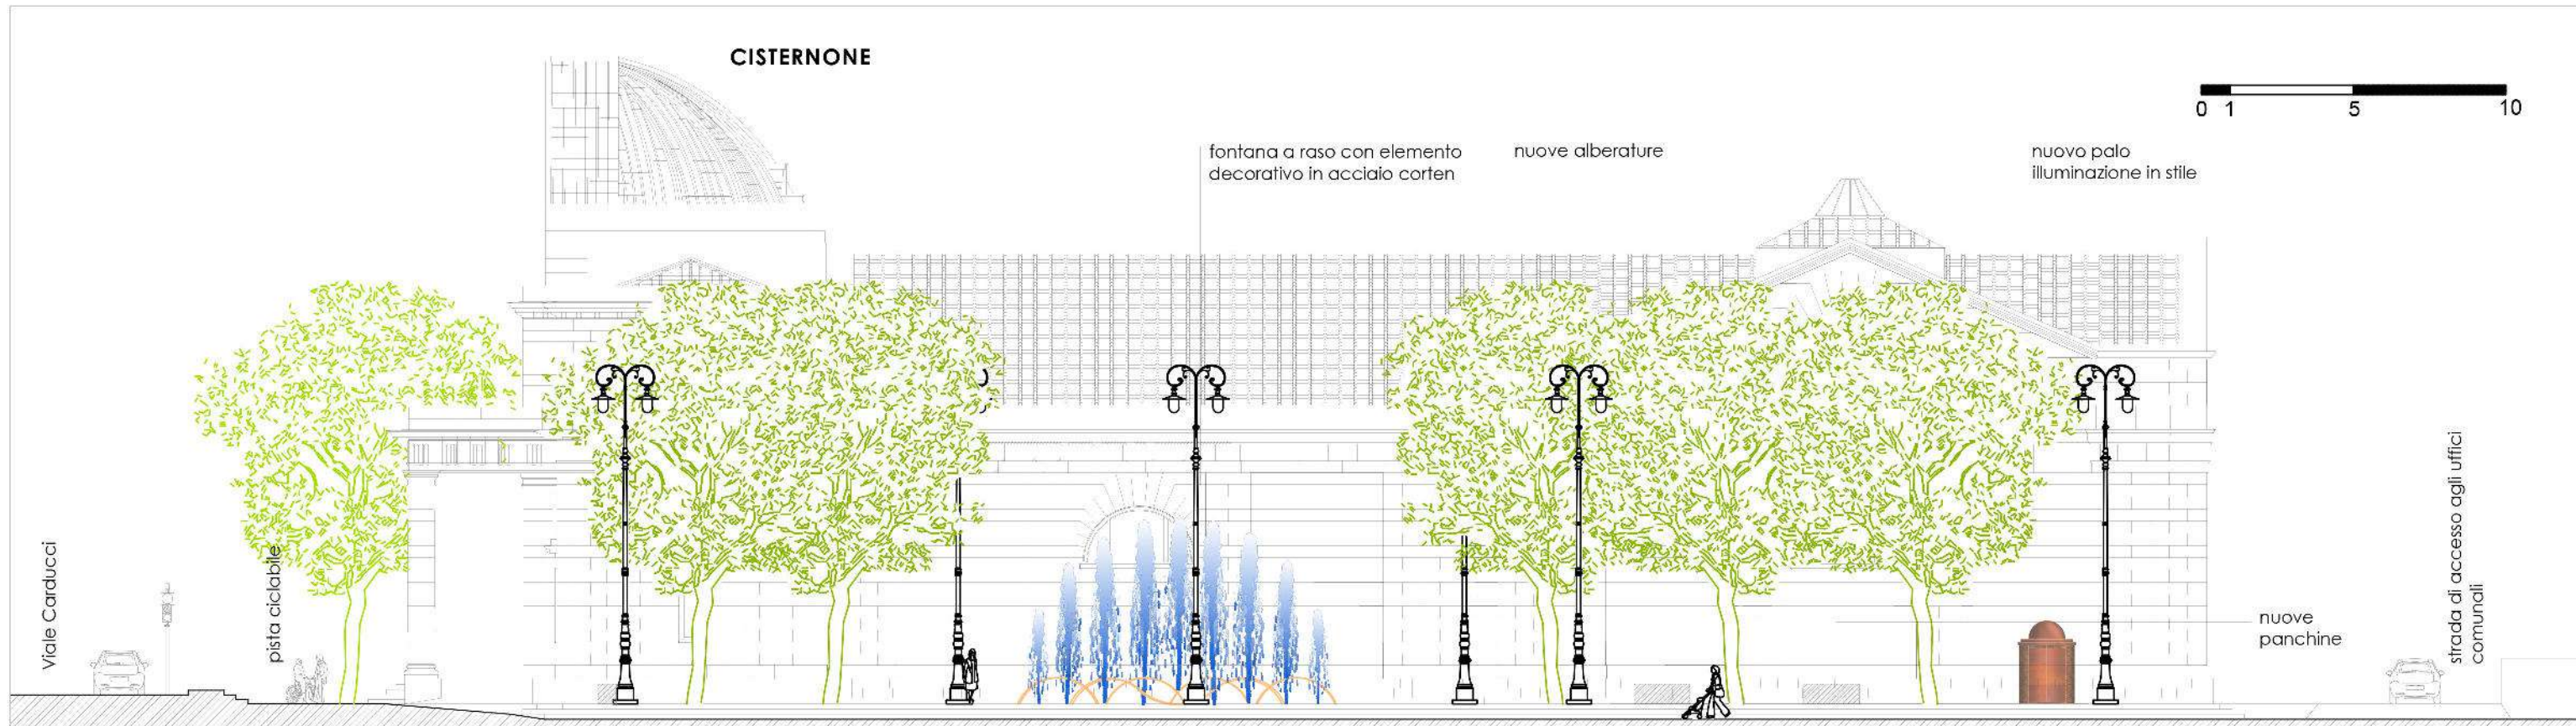 CISTERNONE
0 1 5 10
fontana a raso con elemento
decorativo in acciaio corten
nuove alberature
nuovo palo
illuminazione in stile
Viale Carducci
pista ciclabile
nuove
panchine
strada di accesso agli uffici
comunali